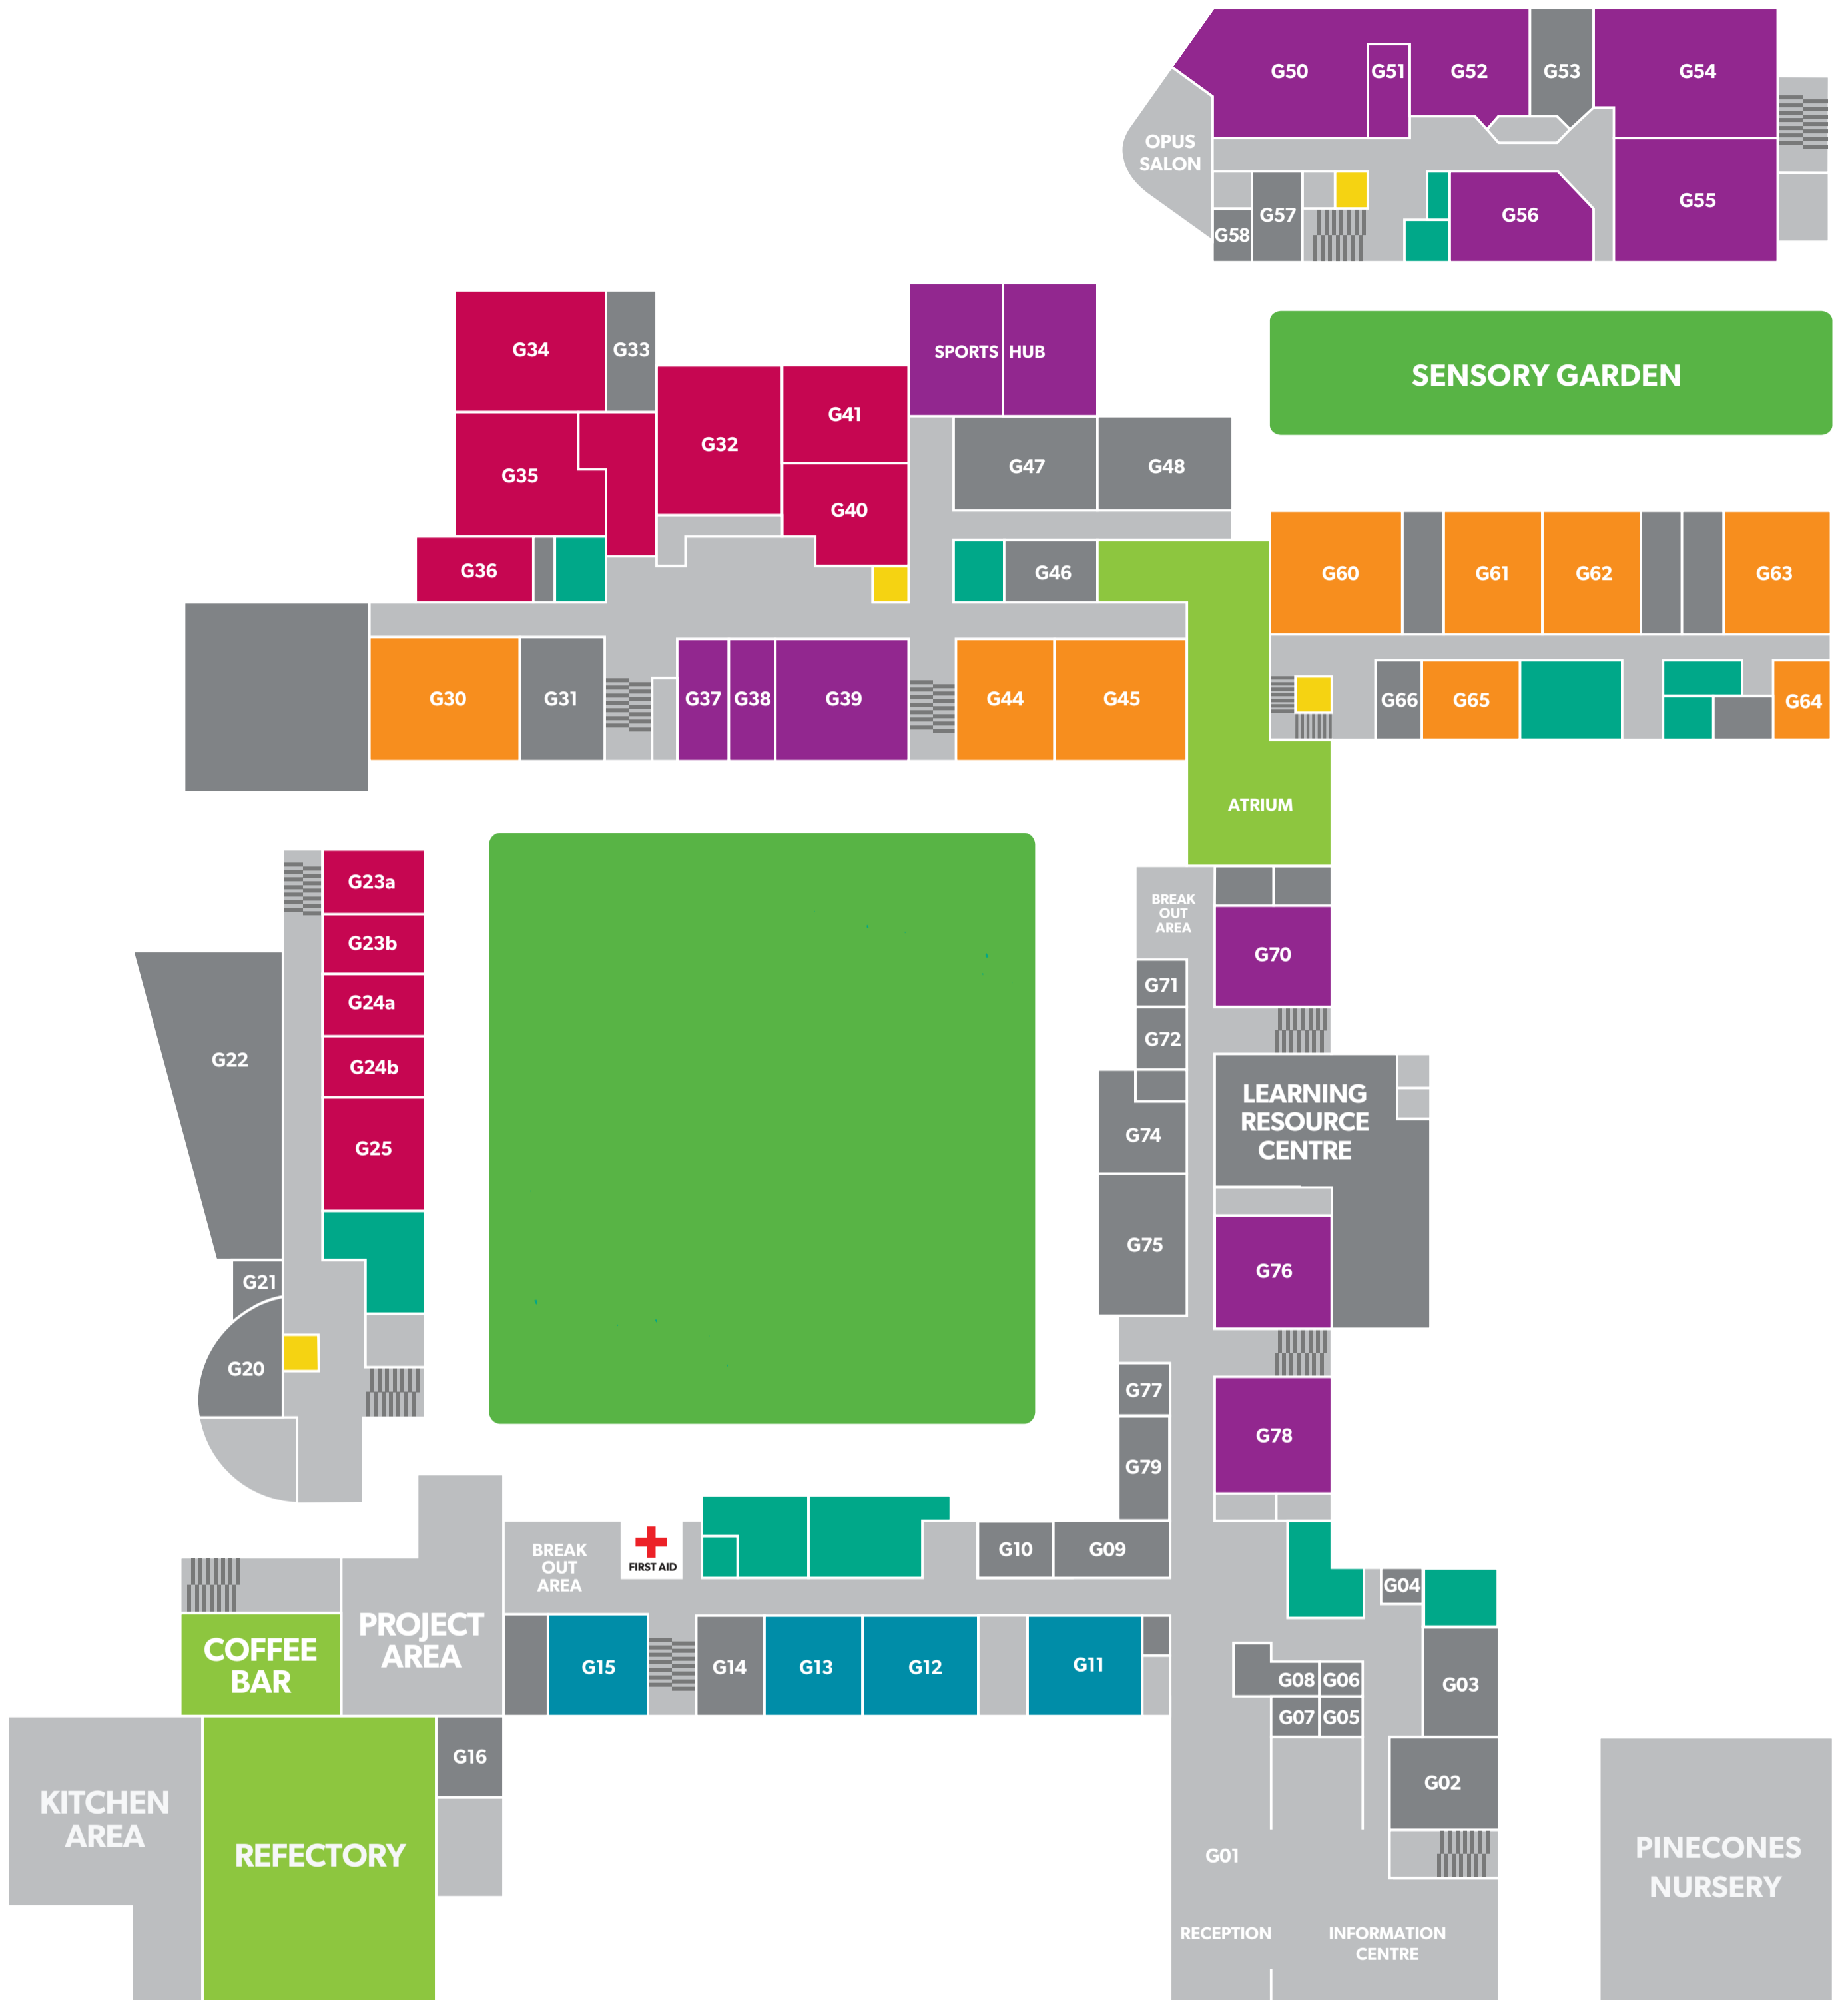 G50
G51
G52
G53
G54
OPUS
SALON
G55
G56
G57
G58
SENSORY GARDEN
SPORTS HUB
G34
G33
G32
G41
G35
G40
G36
G47
G48
G46
G60
G61
G62
G63
G30
G31
G37
G38
G39
G44
G45
G66
G65
G64
ATRIUM
G23a
G23b
G24a
G24b
G25
G22
G21
G20
BREAK
OUT
AREA
G70
G71
G72
G74
G75
LEARNING
RESOURCE
CENTRE
G76
G77
G78
G79
BREAK
OUT
AREA
FIRST AID
G10
G09
PROJECT
AREA
COFFEE
BAR
G15
G14
G13
G12
G11
G04
G03
G08
G06
G07
G05
G02
G16
KITCHEN
AREA
REFECTORY
G01
RECEPTION
INFORMATION
CENTRE
PINECONES
NURSERY